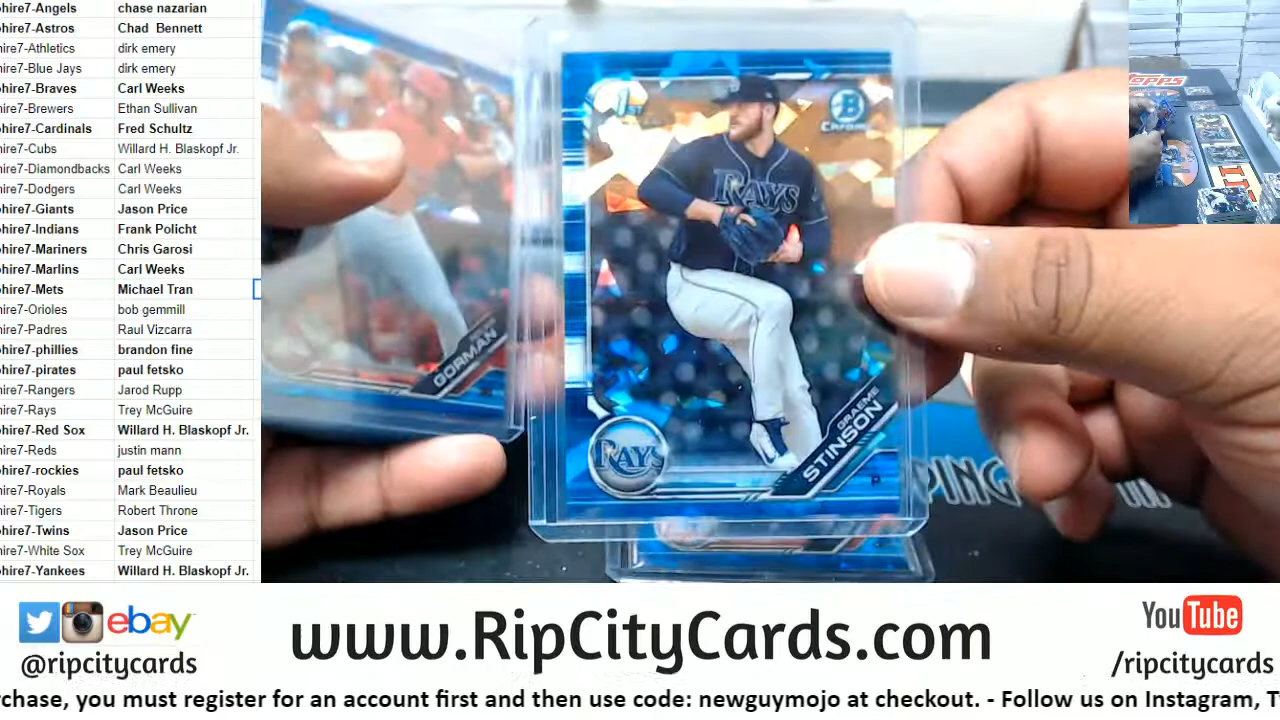 hire7-Angels chase nazarian
hire7-Astros Chad Bennett
hire7-Athletics dirk emery
hire7-Blue Jays dirk emery
hire7-Braves Carl Weeks
hire7-Brewers Ethan Sullivan
hire7-Cardinals Fred Schultz
hire7-Cubs Willard H. Blaskopf Jr.
hire7-Diamondbacks Carl Weeks
hire7-Dodgers Carl Weeks
hire7-Giants Jason Price
hire7-Indians Frank Policht
hire7-Mariners Chris Garosi
hire7-Marlins Carl Weeks
hire7-Mets Michael Tran
hire7-Orioles bob gemmill
hire7-Padres Raul Vizcarra
hire7-phillies brandon fine
hire7-pirates paul fetsko
hire7-Rangers Jarod Rupp
hire7-Rays Trey McGuire
hire7-Red Sox Willard H. Blaskopf Jr.
hire7-Reds justin mann
hire7-rockies paul fetsko
hire7-Royals Mark Beaulieu
hire7-Tigers Robert Throne
hire7-Twins Jason Price
hire7-White Sox Trey McGuire
hire7-Yankees Willard H. Blaskopf Jr.
GORMAN
1ST
B
CHROME
RAYS
GRAEME
STINSON
P
RAYS
PING
Topps
ebay
@ripcitycards
www.RipCityCards.com
YouTube
/ripcitycards
rchase, you must register for an account first and then use code: newguymojo at checkout. - Follow us on Instagram, T